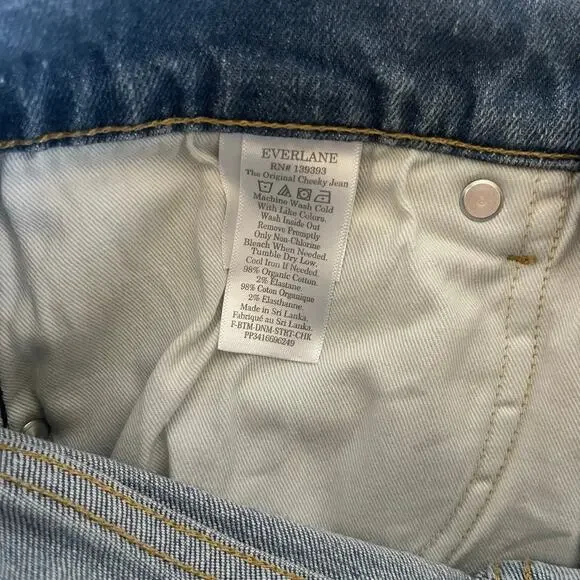 EVERLANE
RN# 139393
The Original Cheeky Jean
Machine Wash Cold
With Like Colors.
Wash Inside Out
Remove Promptly
Only Non-Chlorine
Bleach When Needed.
Tumble Dry Low.
Cool Iron If Needed.
98% Organic Cotton.
2% Elastane.
98% Coton Organique
2% Elasthanne.
Made in Sri Lanka.
Fabriqué au Sri Lanka.
F-BTM-DNM-STRT-CHK
PP3416696249